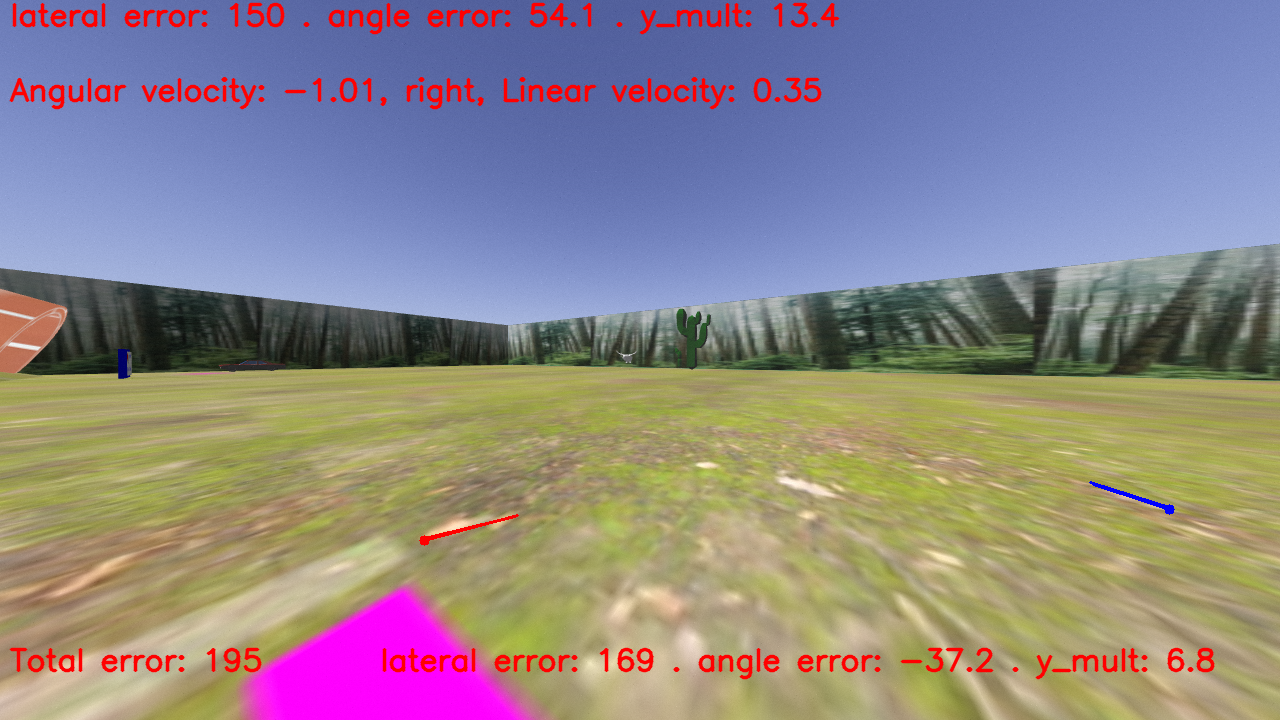 lateral error: 150 . angle error: 54.1 . y_mult: 13.4
Angular velocity: -1.01, right, Linear velocity: 0.35
Total error: 195
lateral error: 169 . angle error: -37.2 . y_mult: 6.8